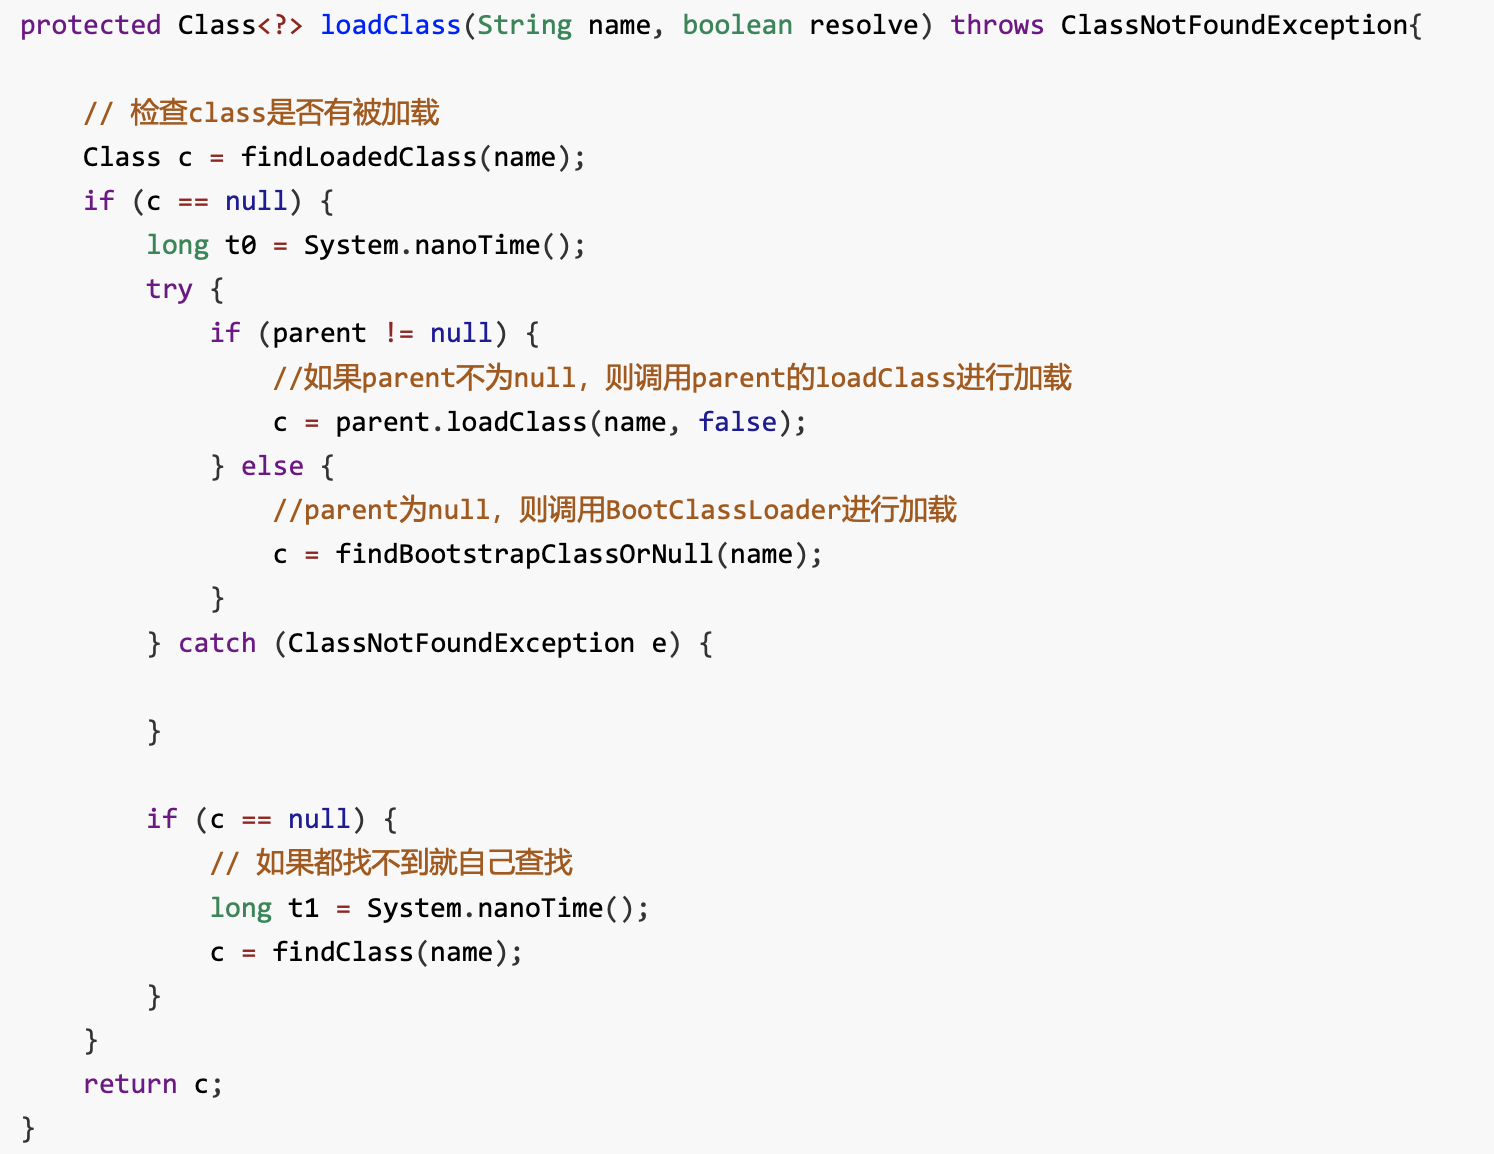 protected Class<?> loadClass(String name, boolean resolve) throws ClassNotFoundException{
// 检查class是否有被加载
Class c = findLoadedClass(name);
if (c == null) {
long t0 = System.nanoTime();
try {
if (parent != null) {
//如果parent不为null，则调用parent的loadClass进行加载
c = parent.loadClass(name, false);
} else {
//parent为null，则调用BootClassLoader进行加载
c = findBootstrapClassOrNull(name);
}
} catch (ClassNotFoundException e) {
}
if (c == null) {
// 如果都找不到就自己查找
long t1 = System.nanoTime();
c = findClass(name);
}
}
return c;
}